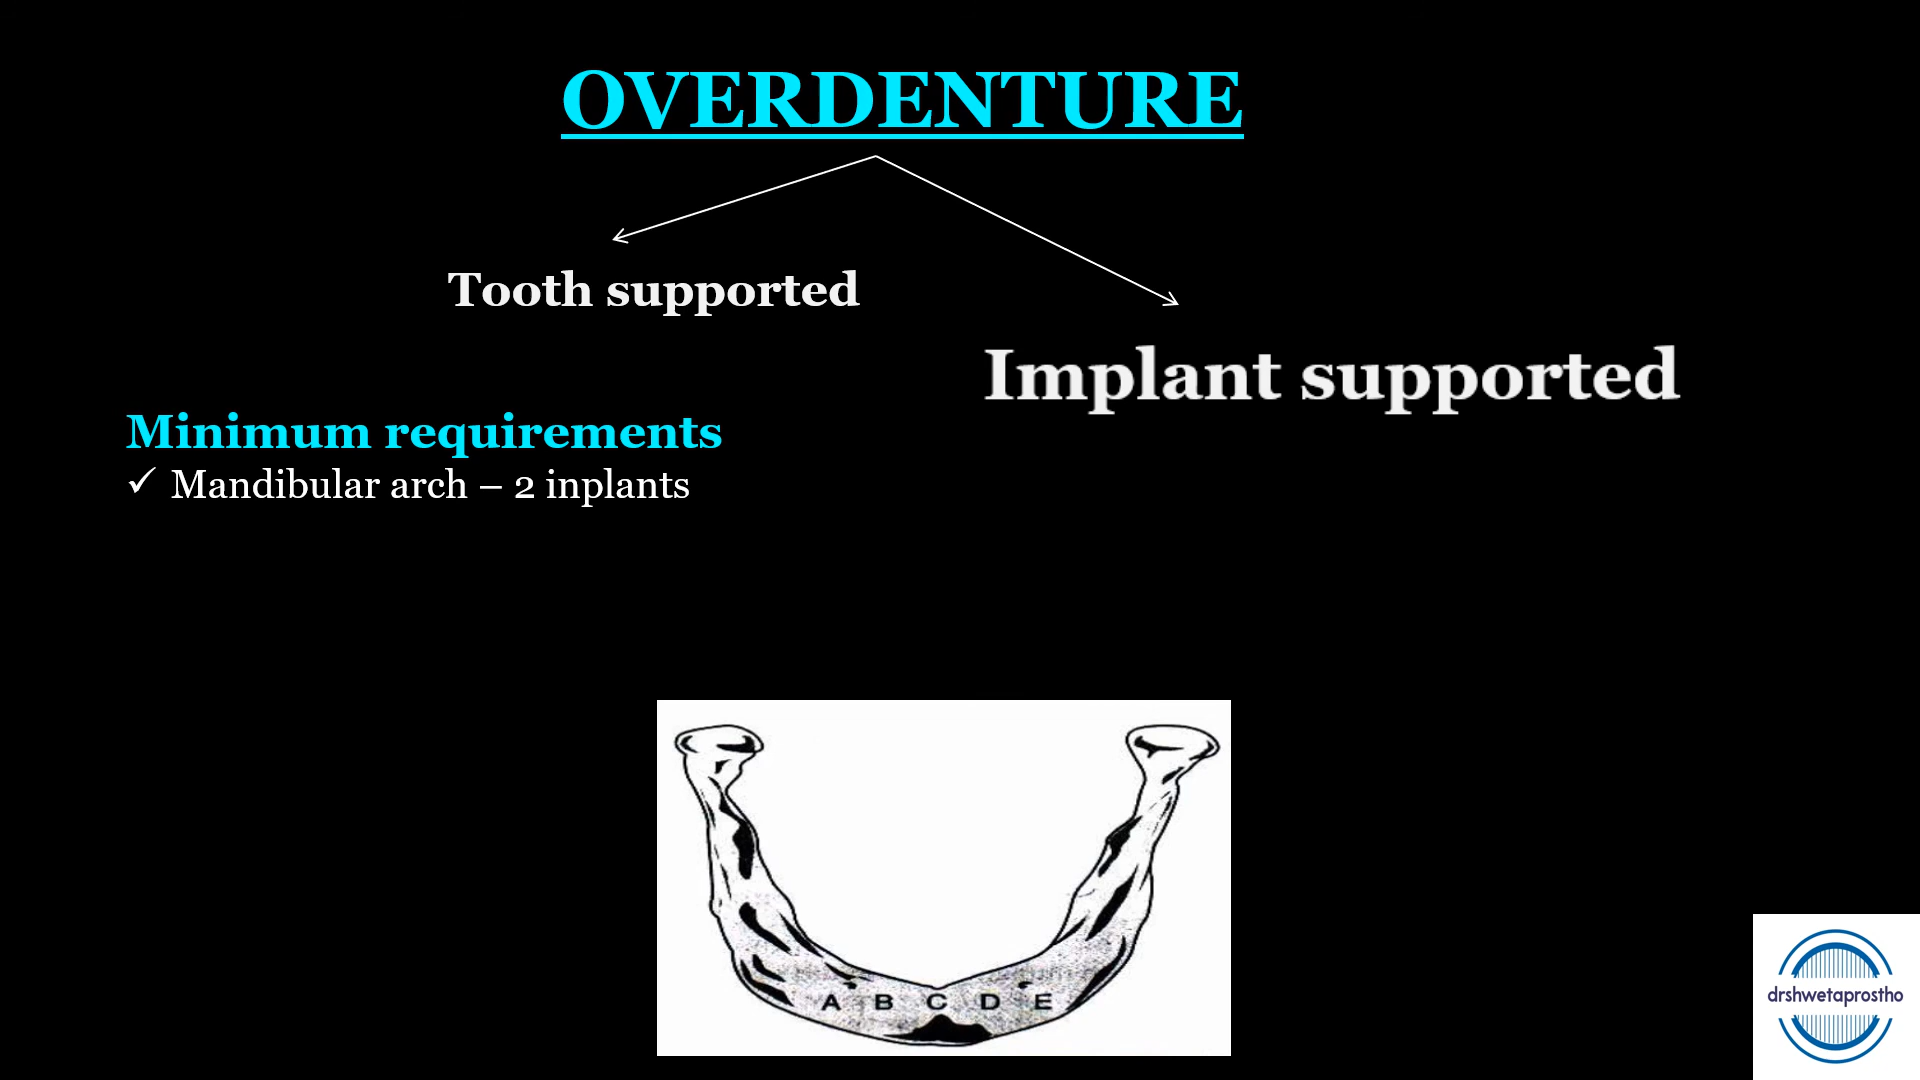 OVERDENTURE
Tooth supported
Implant supported
Minimum requirements
✓ Mandibular arch – 2 inplants
A B C D E
drshwetaprostho